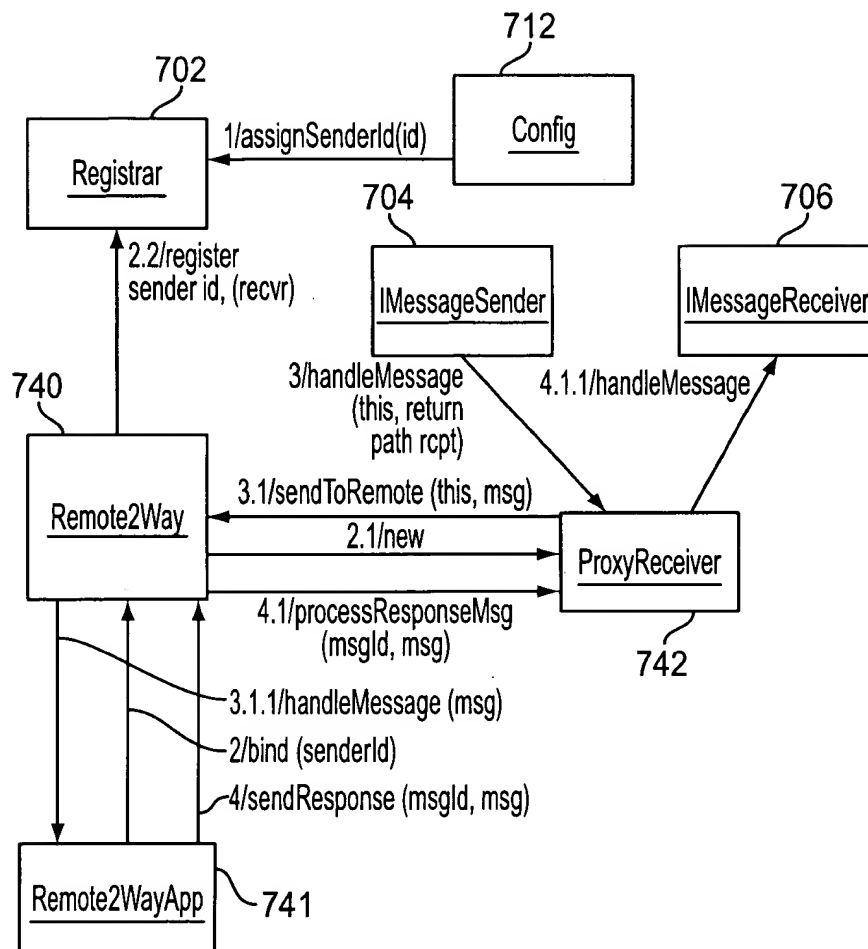 712
702
Config
1/assignSenderId(id)
Registrar
704
706
2.2/register
sender id, (recvr)
IMessageSender
IMessageReceiver
740
3/handleMessage
(this, return
path rcpt)
4.1.1/handleMessage
3.1/sendToRemote (this, msg)
Remote2Way
2.1/new
ProxyReceiver
4.1/processResponseMsg
(msgId, msg)
742
3.1.1/handleMessage (msg)
2/bind (senderId)
4/sendResponse (msgId, msg)
Remote2WayApp
741